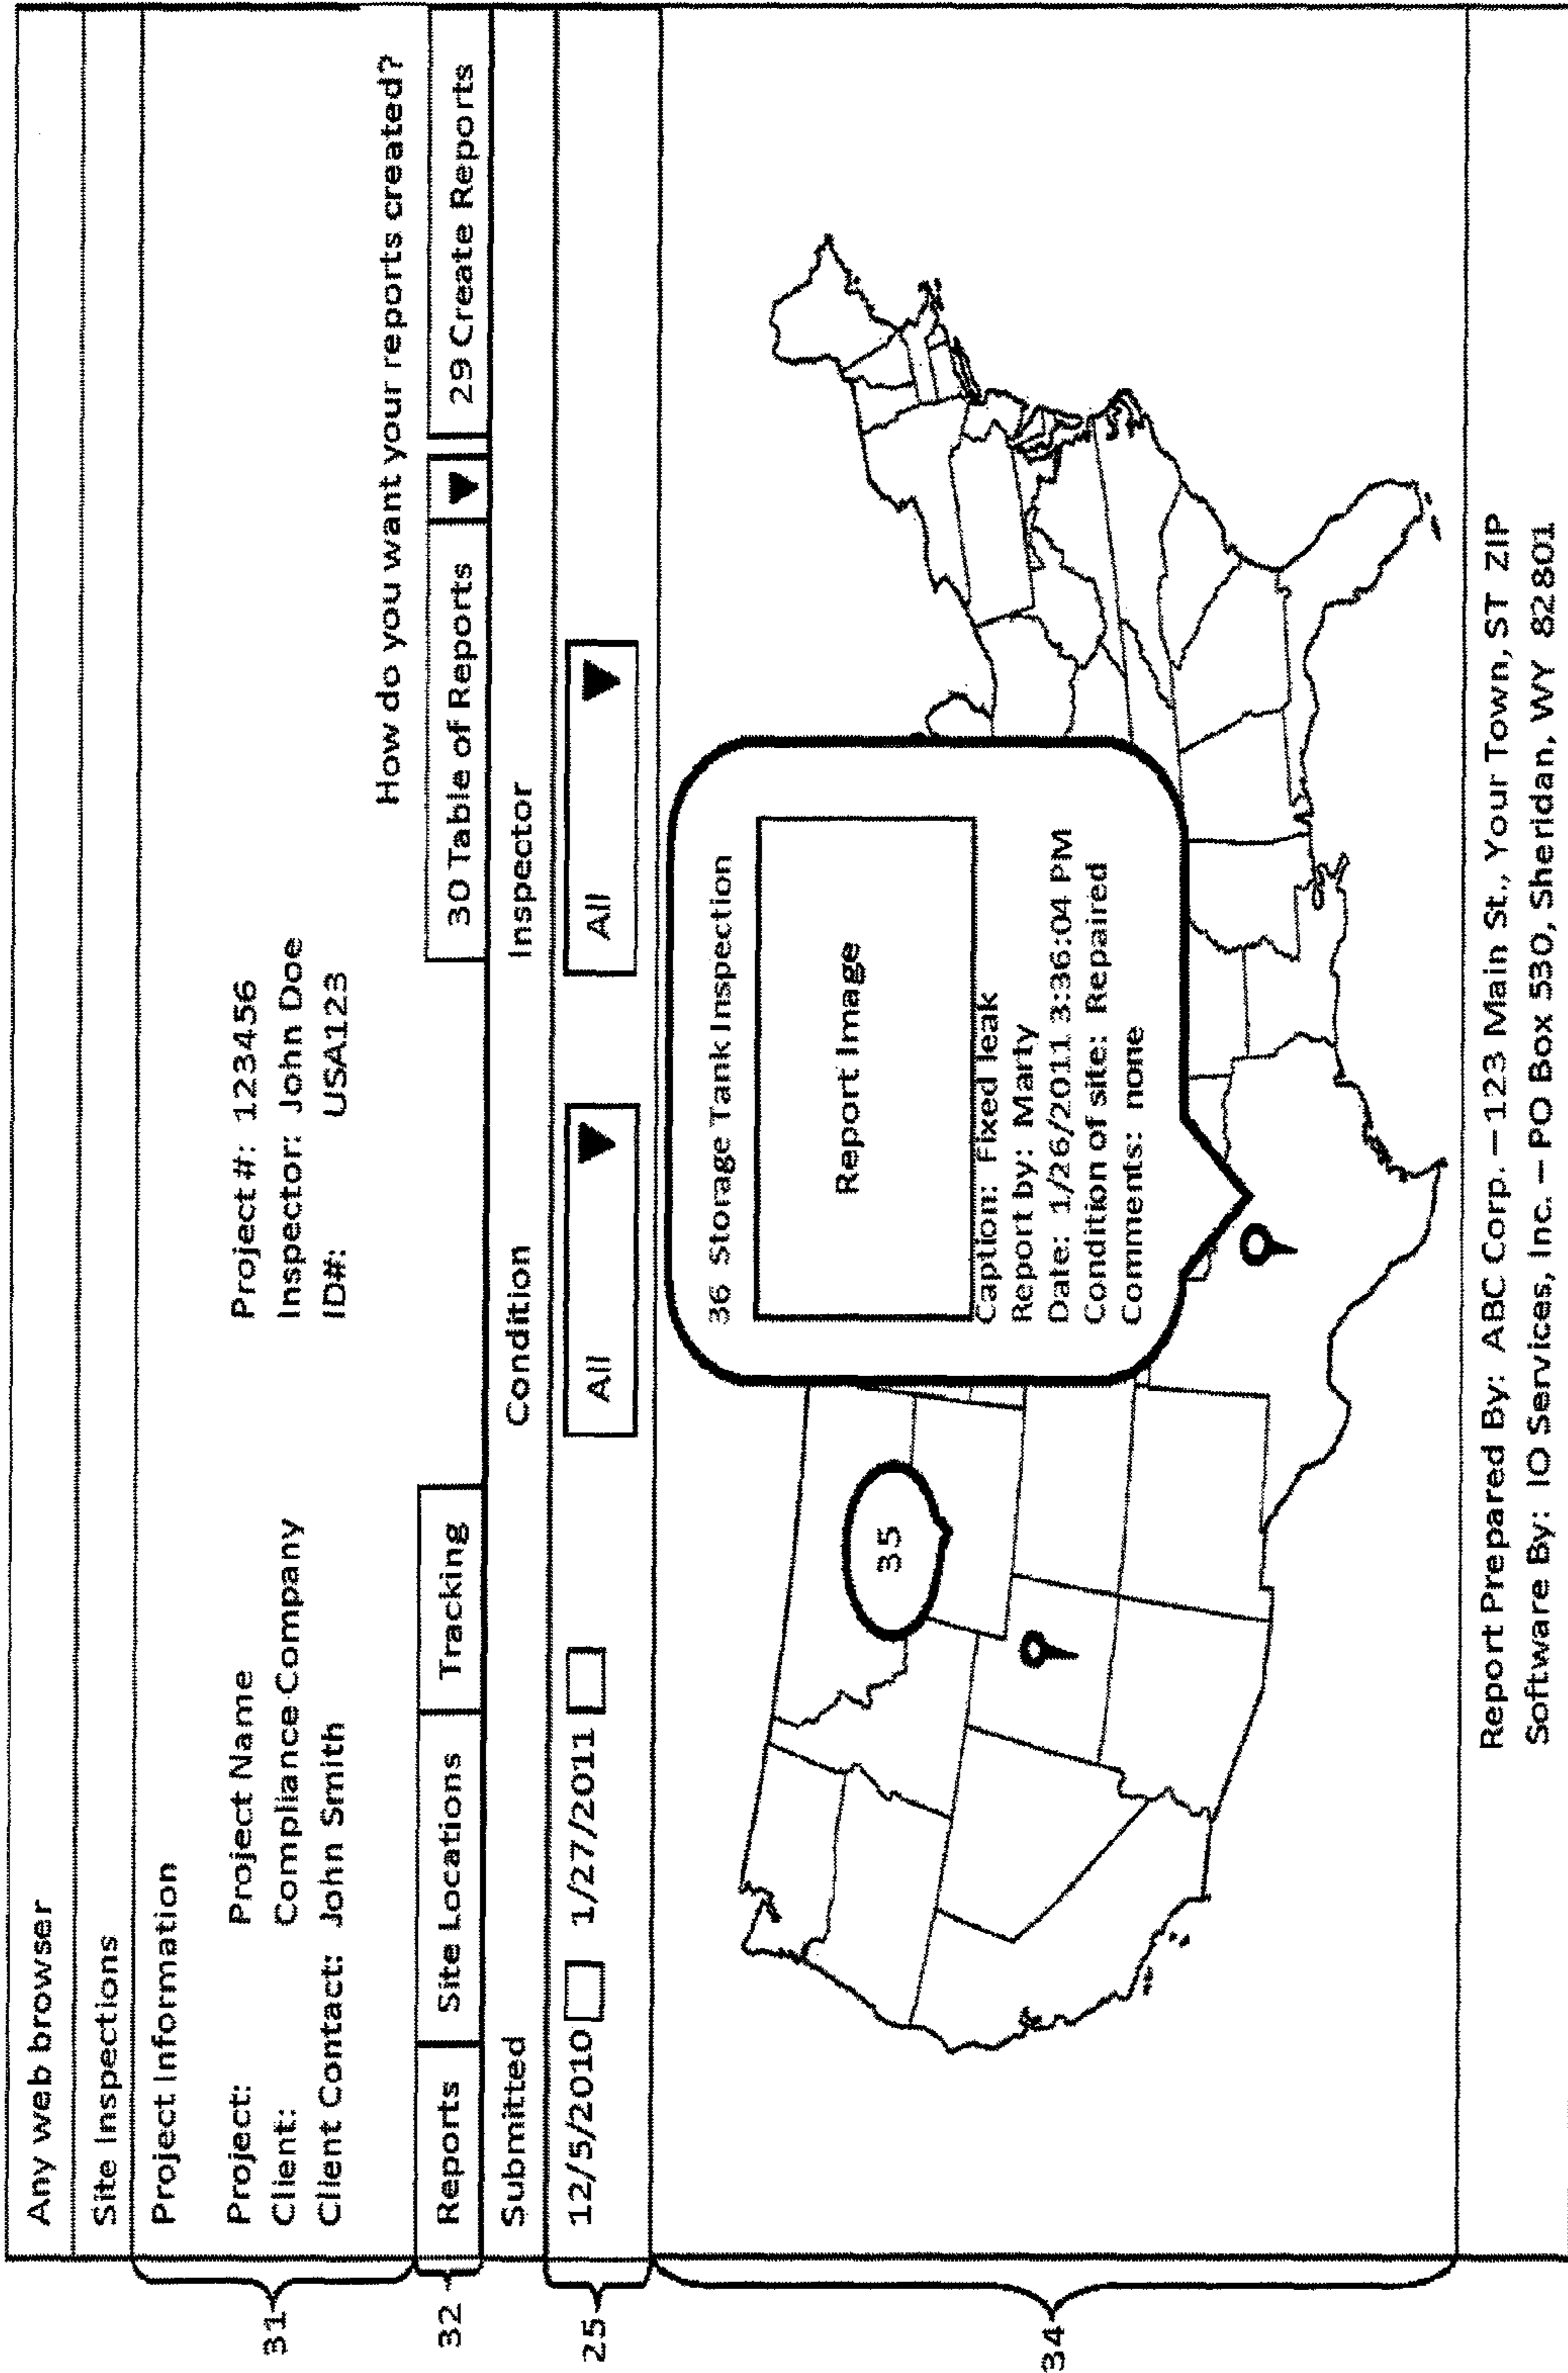 Any web browser
Site Inspections
Project Information
Project: Project Name Project #: 123456
Client: Compliance Company Inspector: John Doe
Client Contact: John Smith ID#: USA123
31
How do you want your reports created?
32 Reports Site Locations Tracking 30 Table of Reports 29 Create Reports
Submitted Condition Inspector
25 12/5/2010 1/27/2011 All All
34
35
36 Storage Tank Inspection
Report Image
Caption: Fixed leak
Report by: Marty
Date: 1/26/2011 3:36:04 PM
Condition of site: Repaired
Comments: none
Report Prepared By: ABC Corp. – 123 Main St., Your Town, ST ZIP
Software By: IO Services, Inc. – PO Box 530, Sheridan, WY 82801